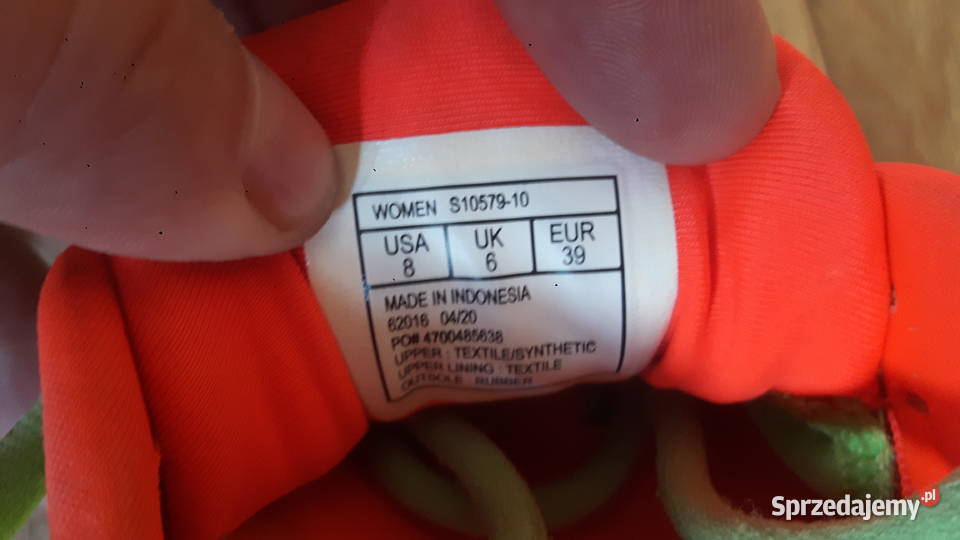 WOMEN S10579-10
USA UK EUR
8 6 39
MADE IN INDONESIA
62016 04/20
PO# 4700485638
UPPER : TEXTILE/SYNTHETIC
UPPER LINING : TEXTILE
OUTSOLE : RUBBER
Sprzedajemy.pl